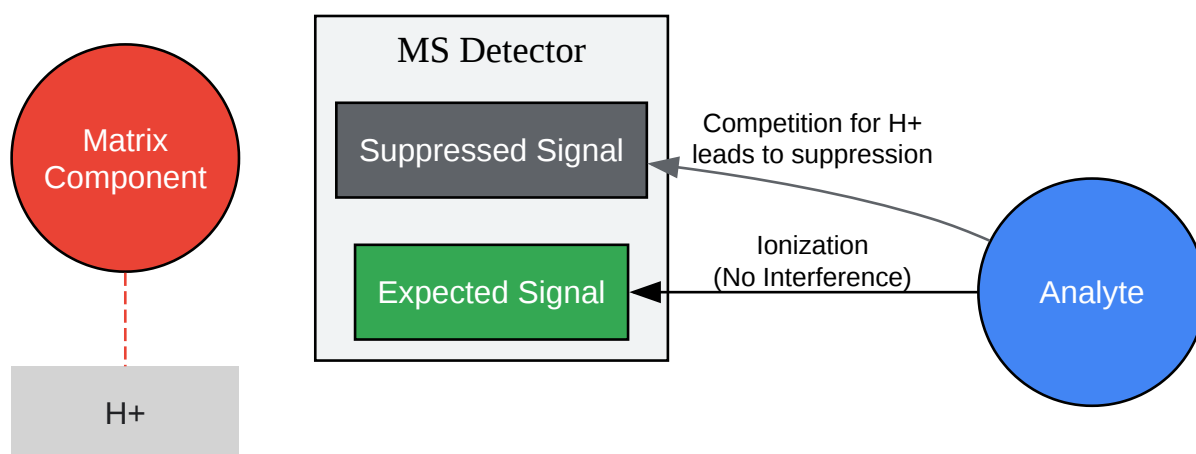 Matrix
Component
H+
MS Detector
Suppressed Signal
Expected Signal
Competition for H+
leads to suppression
Ionization
(No Interference)
Analyte